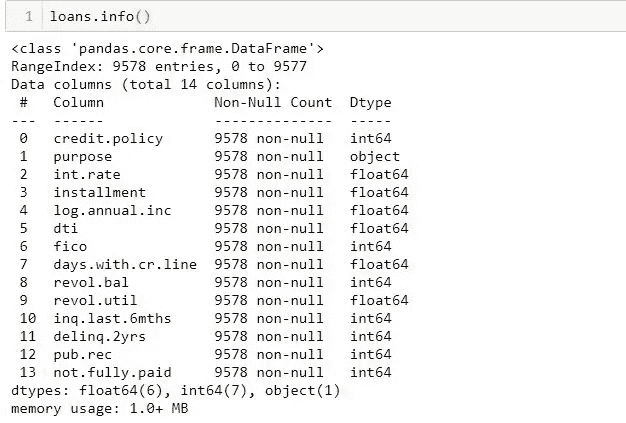 1 loans.info()
<class 'pandas.core.frame.DataFrame'>
RangeIndex: 9578 entries, 0 to 9577
Data columns (total 14 columns):
 #   Column             Non-Null Count  Dtype
---  ------             --------------  -----
 0   credit.policy      9578 non-null   int64
 1   purpose            9578 non-null   object
 2   int.rate           9578 non-null   float64
 3   installment        9578 non-null   float64
 4   log.annual.inc     9578 non-null   float64
 5   dti                9578 non-null   float64
 6   fico               9578 non-null   int64
 7   days.with.cr.line  9578 non-null   float64
 8   revol.bal          9578 non-null   int64
 9   revol.util         9578 non-null   float64
 10  inq.last.6mths     9578 non-null   int64
 11  delinq.2yrs        9578 non-null   int64
 12  pub.rec            9578 non-null   int64
 13  not.fully.paid     9578 non-null   int64
dtypes: float64(6), int64(7), object(1)
memory usage: 1.0+ MB